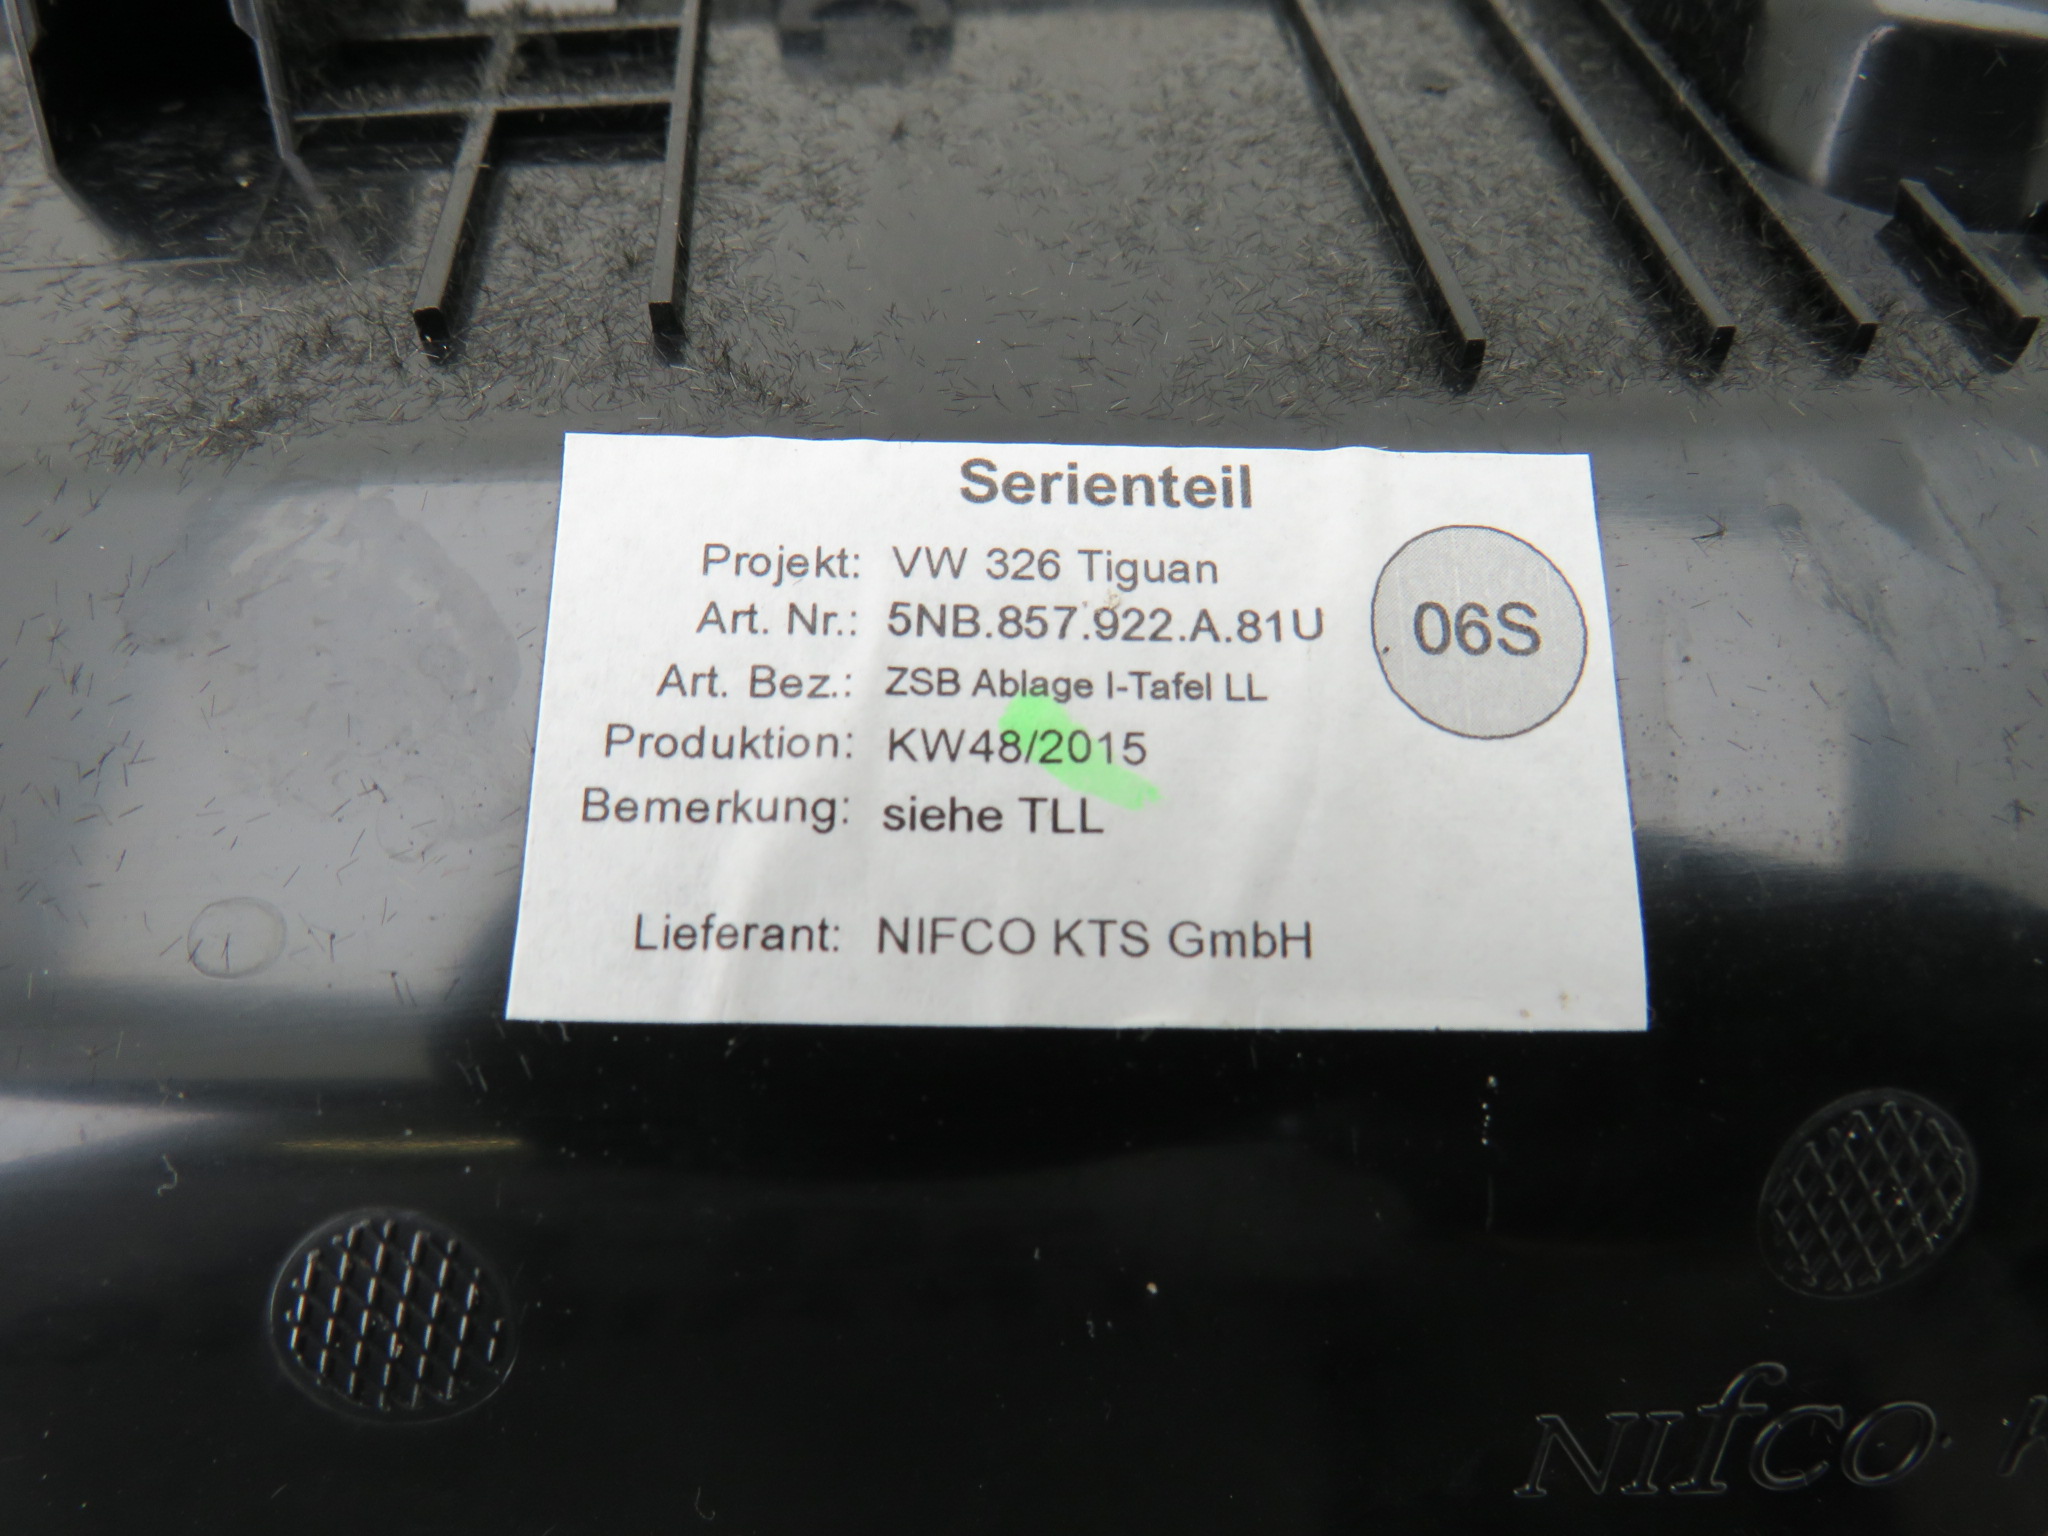 Serienteil
Projekt: VW 326 Tiguan
Art. Nr.: 5NB.857.922.A.81U
06S
Art. Bez.: ZSB Ablage I-Tafel LL
Produktion: KW48/2015
Bemerkung: siehe TLL
Lieferant: NIFCO KTS GmbH
NIfCO